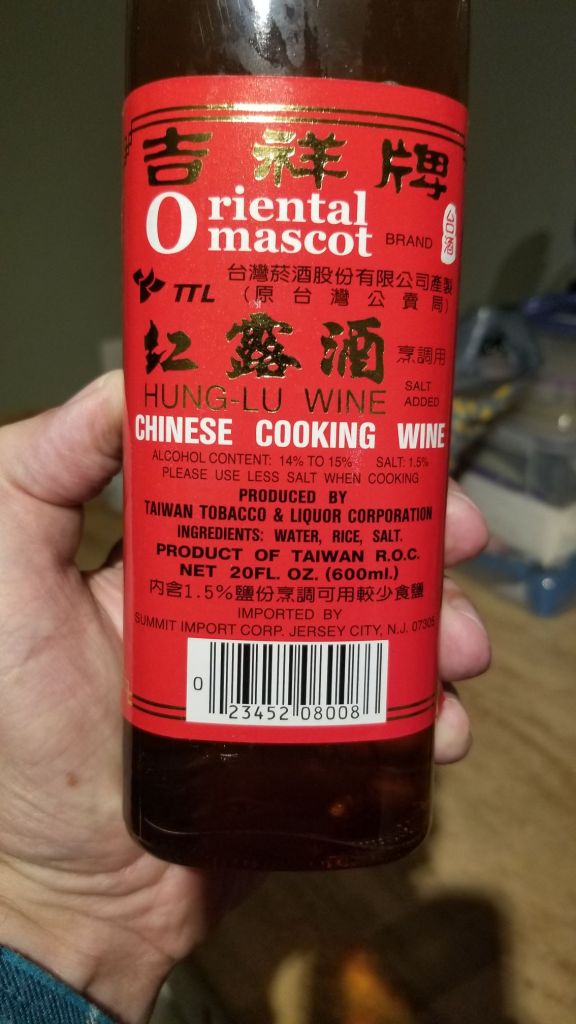 吉祥牌
Oriental
mascot BRAND
台酒
台灣菸酒股份有限公司產製
TTL (原台灣公賣局)
紅露酒 烹調用
HUNG-LU WINE SALT ADDED
CHINESE COOKING WINE
ALCOHOL CONTENT: 14% TO 15% SALT: 1.5%
PLEASE USE LESS SALT WHEN COOKING
PRODUCED BY
TAIWAN TOBACCO & LIQUOR CORPORATION
INGREDIENTS: WATER, RICE, SALT.
PRODUCT OF TAIWAN R.O.C.
NET 20FL. OZ. (600ml.)
內含1.5%鹽份烹調可用較少食鹽
IMPORTED BY
SUMMIT IMPORT CORP. JERSEY CITY, N.J. 07305
0 23452 08008